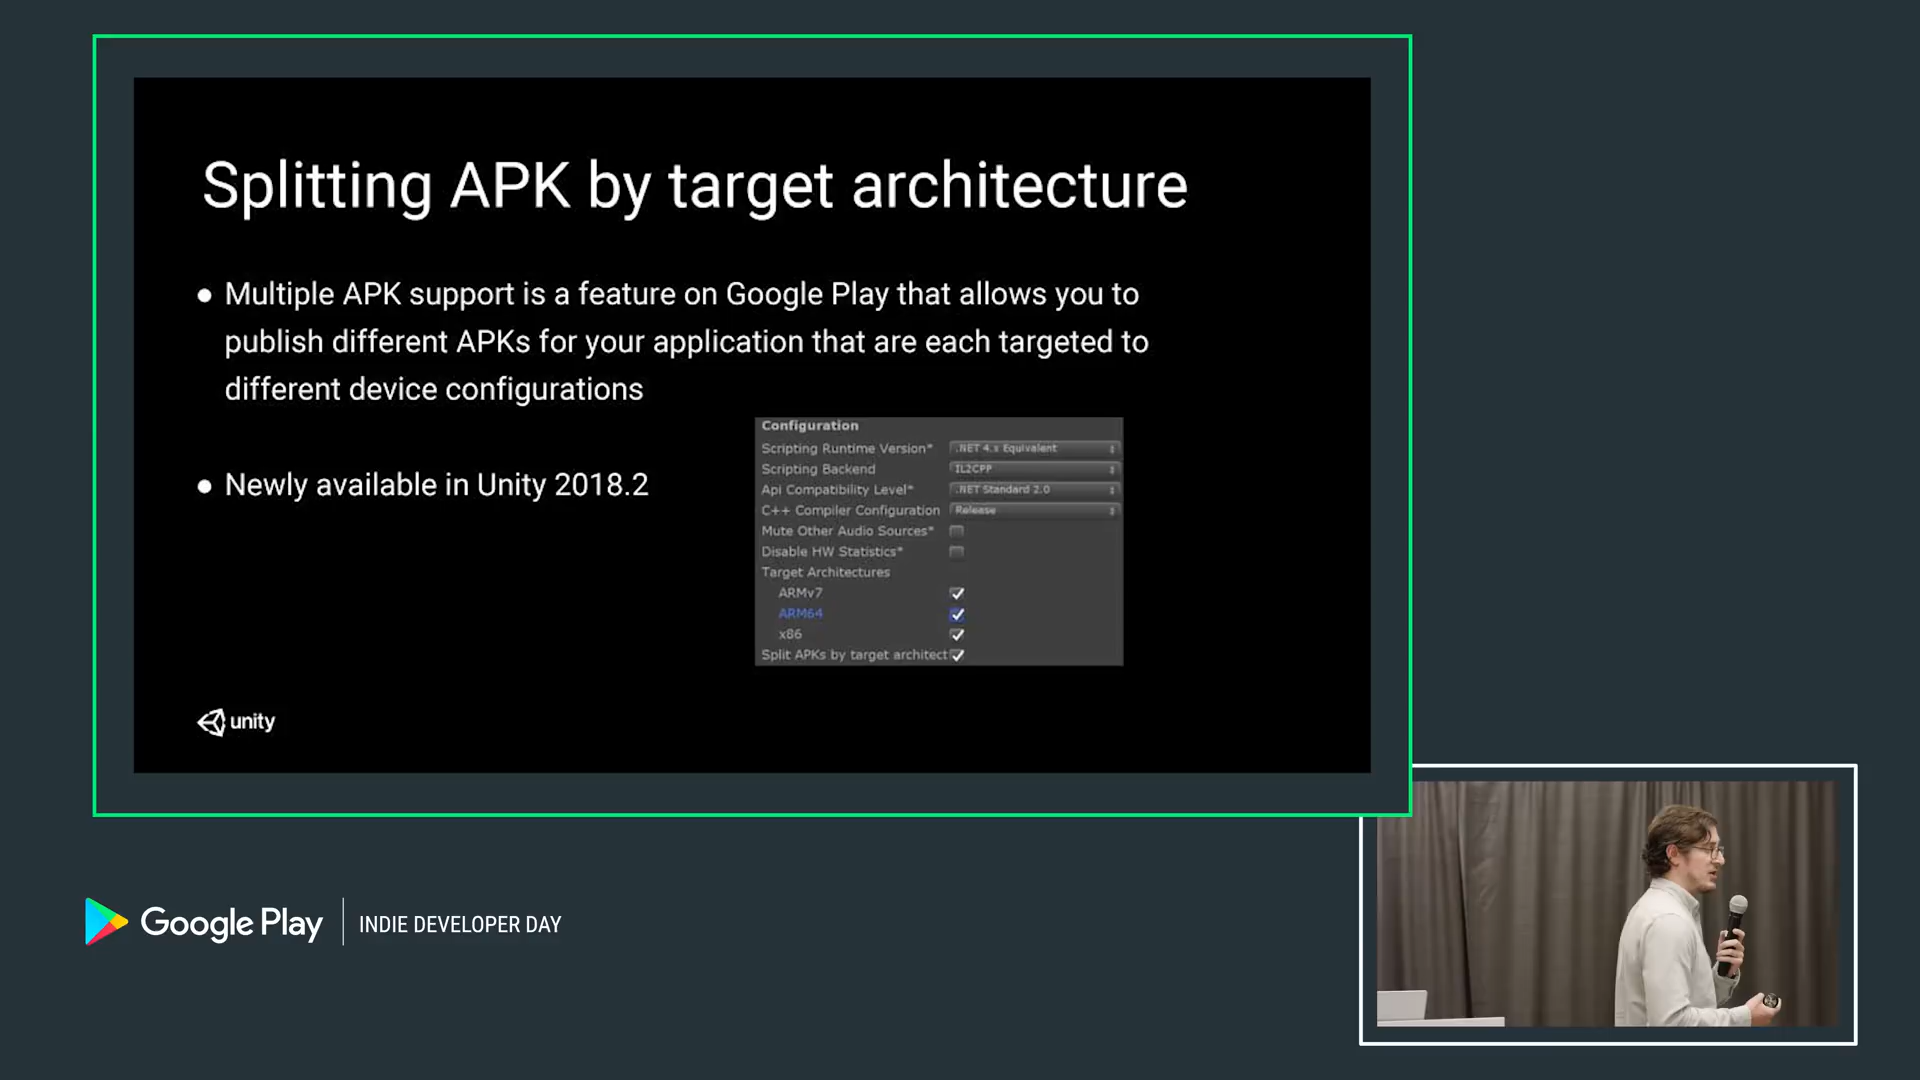 Splitting APK by target architecture
● Multiple APK support is a feature on Google Play that allows you to
publish different APKs for your application that are each targeted to
different device configurations
● Newly available in Unity 2018.2
Configuration
Scripting Runtime Version* .NET 4.x Equivalent
Scripting Backend IL2CPP
Api Compatibility Level* .NET Standard 2.0
C++ Compiler Configuration Release
Mute Other Audio Sources*
Disable HW Statistics*
Target Architectures
ARMv7
ARM64
x86
Split APKs by target architect
unity
Google Play | INDIE DEVELOPER DAY